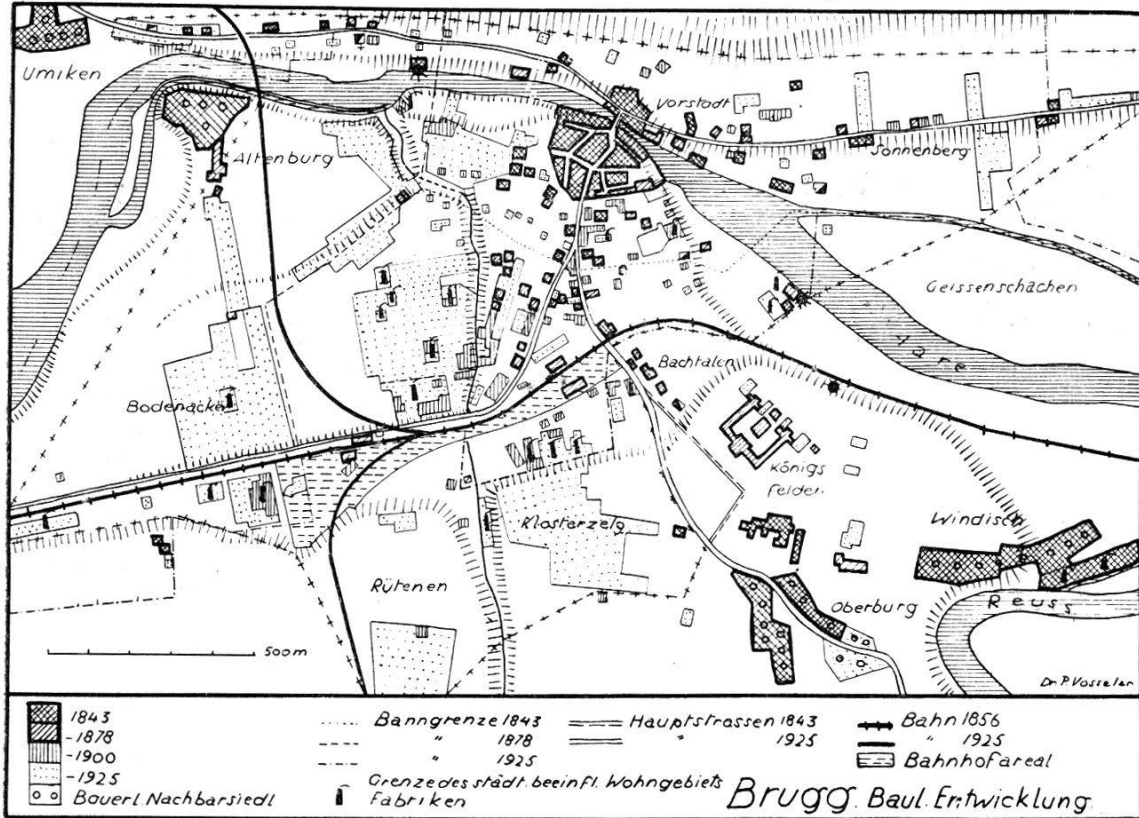 Umiken
Vorstadt
Altenburg
Sonnenberg
Geissenschachen
Aare
Bachtalen
Bodenacker
Königs
felden
Windisch
Klosterzelg
Rütenen
Oberburg
Reuss
500m
Dr. P. Vosseler
1843
-1878
-1900
-1925
Bäuerl. Nachbarsiedl
Banngrenze 1843
" 1878
" 1925
Grenze des städt. beeinfl. Wohngebiets
Fabriken
Hauptstrassen 1843
" 1925
Bahn 1856
" 1925
Bahnhofareal
Brugg. Baul. Entwicklung.